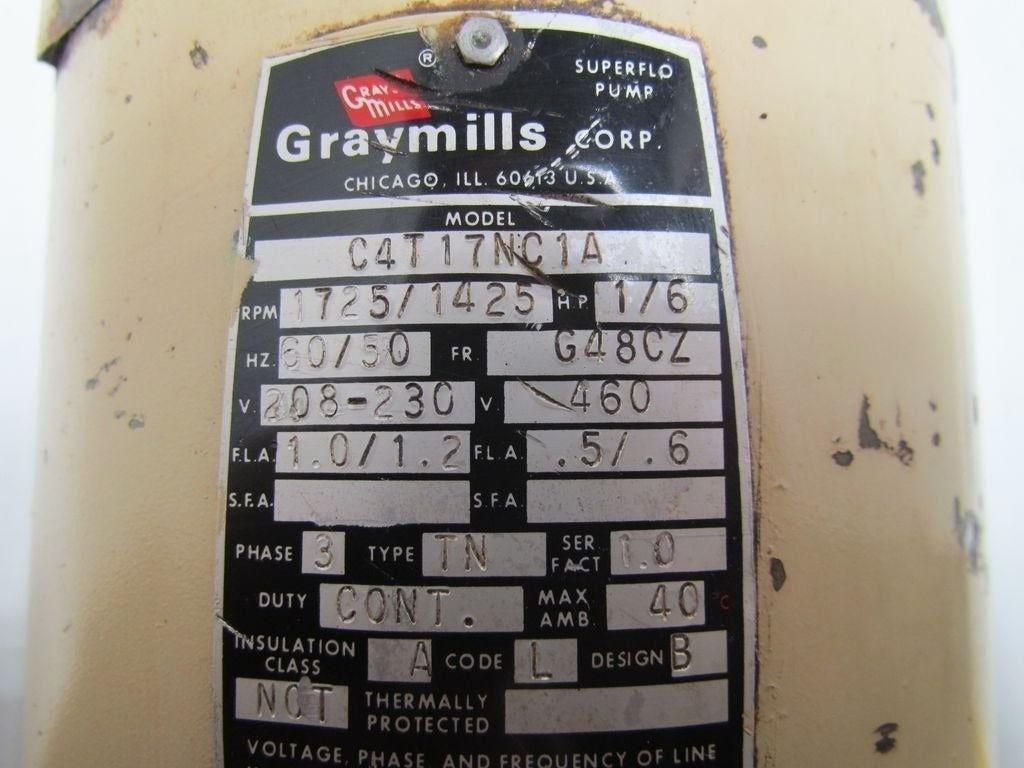 ®
GRAY-
MILLS
SUPERFLO
PUMP
Graymills CORP.
CHICAGO, ILL. 60613 U.S.A.
MODEL
C4T17NC1A
RPM 1725/1425 H.P. 1/6
HZ. 60/50 FR. G48CZ
V. 208-230 V. 460
F.L.A. 1.0/1.2 F.L.A. .5/.6
S.F.A. S.F.A.
PHASE 3 TYPE TN SER. FACT 1.0
DUTY CONT. MAX. AMB. 40 °C
INSULATION CLASS A CODE L DESIGN B
NOT THERMALLY PROTECTED
VOLTAGE, PHASE, AND FREQUENCY OF LINE